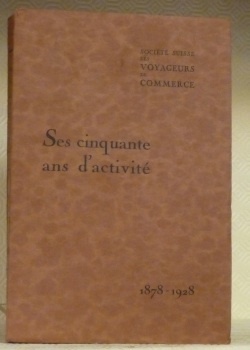 SOCIÉTÉ SUISSE
DES
VOYAGEURS
DE
COMMERCE
Ses cinquante
ans d'activité
1878-1928